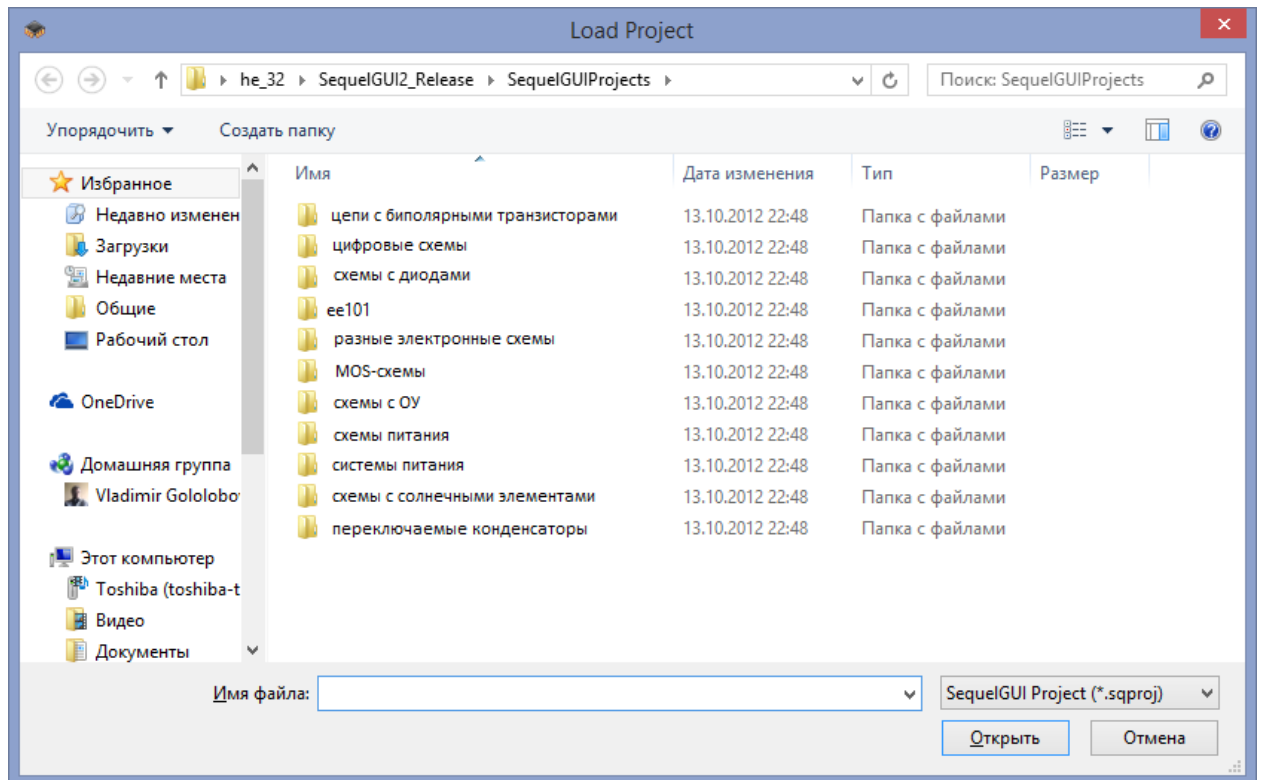 Load Project
he_32 SequelGUI2_Release SequelGUIProjects Поиск: SequelGUIProjects
Упорядочить Создать папку
Имя Дата изменения Тип Размер
Избранное
Недавно изменен
Загрузки
Недавние места
Общие
Рабочий стол
OneDrive
Домашняя группа
Vladimir Gololobo
Этот компьютер
Toshiba (toshiba-t
Видео
Документы
цепи с биполярными транзисторами 13.10.2012 22:48 Папка с файлами
цифровые схемы 13.10.2012 22:48 Папка с файлами
схемы с диодами 13.10.2012 22:48 Папка с файлами
ee101 13.10.2012 22:48 Папка с файлами
разные электронные схемы 13.10.2012 22:48 Папка с файлами
MOS-схемы 13.10.2012 22:48 Папка с файлами
схемы с ОУ 13.10.2012 22:48 Папка с файлами
схемы питания 13.10.2012 22:48 Папка с файлами
системы питания 13.10.2012 22:48 Папка с файлами
схемы с солнечными элементами 13.10.2012 22:48 Папка с файлами
переключаемые конденсаторы 13.10.2012 22:48 Папка с файлами
Имя файла: SequelGUI Project (*.sqproj)
Открыть Отмена